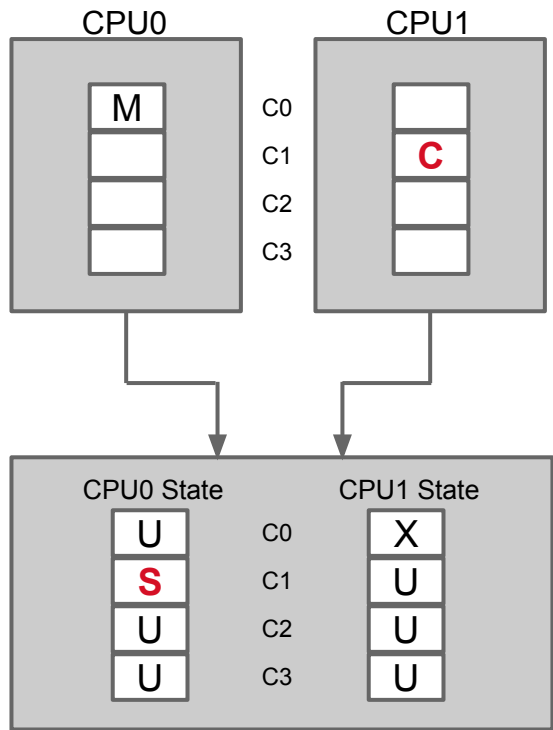 CPU0 CPU1
M C0
C1 C
C2
C3
CPU0 State CPU1 State
U C0 X
S C1 U
U C2 U
U C3 U